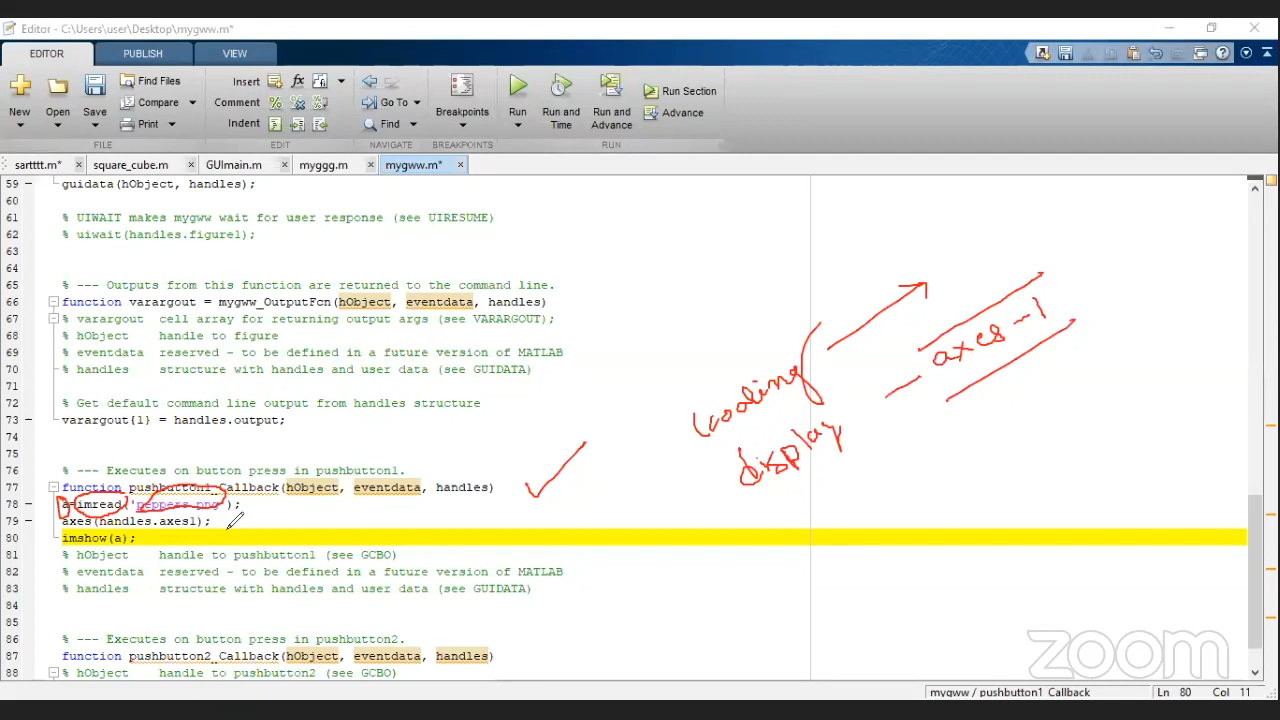 Editor - C:\Users\user\Desktop\mygww.m*
EDITOR PUBLISH VIEW
New Open Save Find Files Compare Print
Insert Comment Indent
Go To Find
Breakpoints
Run Run and Time Run and Advance Run Section Advance
FILE EDIT NAVIGATE BREAKPOINTS RUN
sartttt.m* square_cube.m GUImain.m myggg.m mygww.m*
59 guidata(hObject, handles);
60
61 % UIWAIT makes mygww wait for user response (see UIRESUME)
62 % uiwait(handles.figure1);
63
64
65 % --- Outputs from this function are returned to the command line.
66 function varargout = mygww_OutputFcn(hObject, eventdata, handles)
67 % varargout cell array for returning output args (see VARARGOUT);
68 % hObject handle to figure
69 % eventdata reserved - to be defined in a future version of MATLAB
70 % handles structure with handles and user data (see GUIDATA)
71
72 % Get default command line output from handles structure
73 varargout{1} = handles.output;
74
75
76 % --- Executes on button press in pushbutton1.
77 function pushbutton1_Callback(hObject, eventdata, handles)
78 a=imread('peppers.png');
79 axes(handles.axes1);
80 imshow(a);
81 % hObject handle to pushbutton1 (see GCBO)
82 % eventdata reserved - to be defined in a future version of MATLAB
83 % handles structure with handles and user data (see GUIDATA)
84
85
86 % --- Executes on button press in pushbutton2.
87 function pushbutton2_Callback(hObject, eventdata, handles)
88 % hObject handle to pushbutton2 (see GCBO)
axes-1
display
zoom
mygww / pushbutton1_Callback Ln 80 Col 11